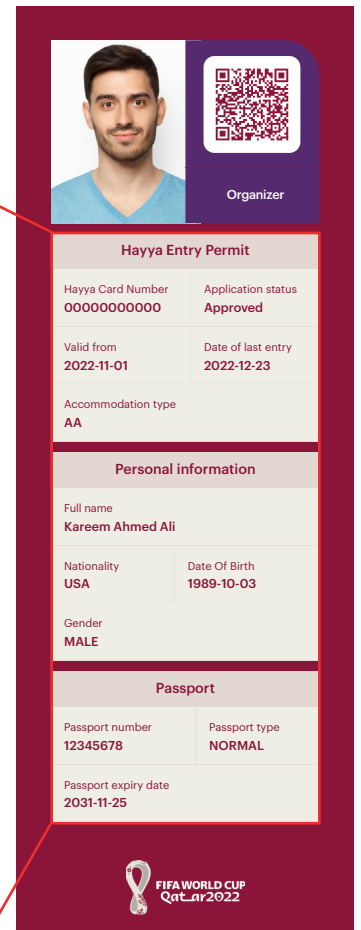 Organizer
Hayya Entry Permit
Hayya Card Number Application status
00000000000 Approved
Valid from Date of last entry
2022-11-01 2022-12-23
Accommodation type
AA
Personal information
Full name
Kareem Ahmed Ali
Nationality Date Of Birth
USA 1989-10-03
Gender
MALE
Passport
Passport number Passport type
12345678 NORMAL
Passport expiry date
2031-11-25
FIFA WORLD CUP
Qatar2022